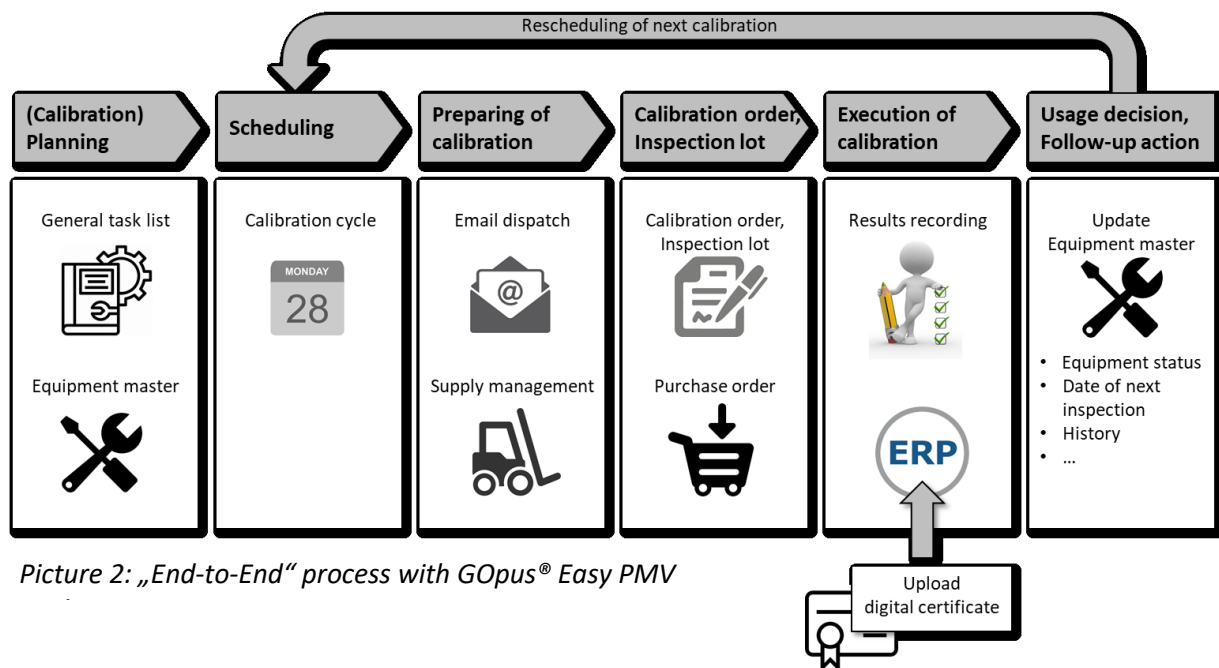 Rescheduling of next calibration
(Calibration)
Planning
Scheduling
Preparing of
calibration
Calibration order,
Inspection lot
Execution of
calibration
Usage decision,
Follow-up action
General task list
Equipment master
Calibration cycle
MONDAY
28
Email dispatch
@
Supply management
Calibration order,
Inspection lot
Purchase order
Results recording
ERP
Update
Equipment master
• Equipment status
• Date of next
inspection
• History
• ...
Upload
digital certificate
Picture 2: „End-to-End“ process with GOpus® Easy PMV